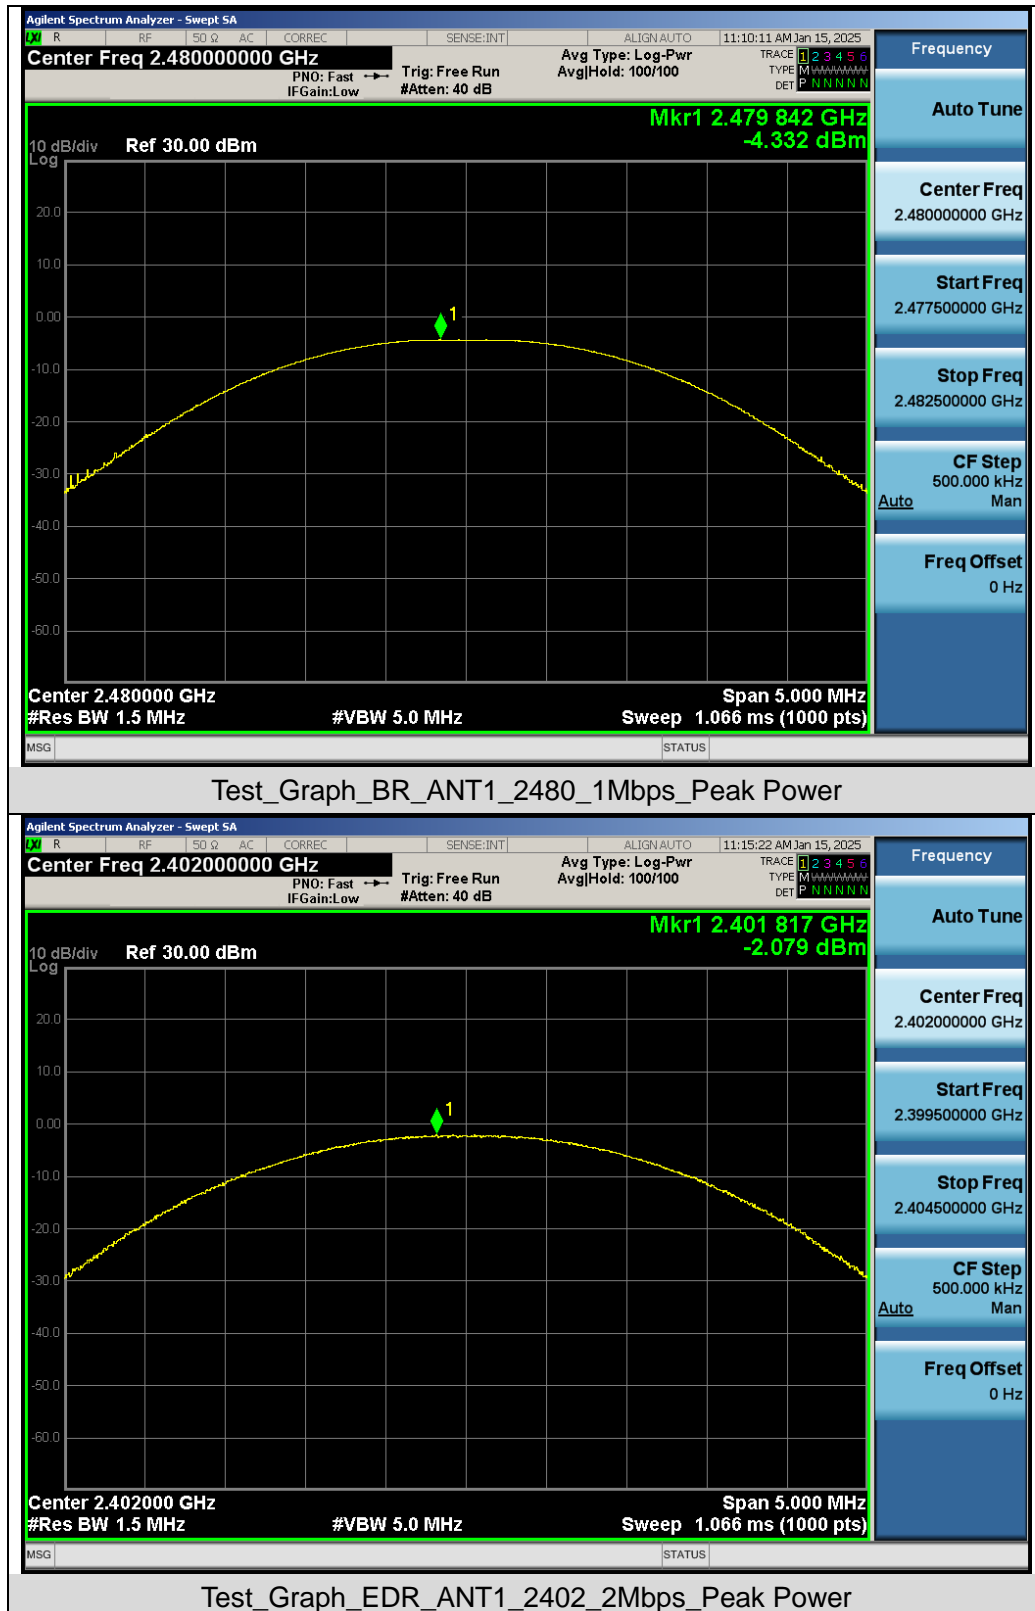 Agilent Spectrum Analyzer - Swept SA
LXI R RF 50 Ω AC CORREC SENSE:INT ALIGN AUTO 11:10:11 AM Jan 15, 2025
Center Freq 2.480000000 GHz
PNO: Fast
IFGain:Low
Trig: Free Run
#Atten: 40 dB
Avg Type: Log-Pwr
Avg|Hold: 100/100
TRACE 1 2 3 4 5 6
TYPE M WWWWW
DET P N N N N N
Mkr1 2.479 842 GHz
-4.332 dBm
10 dB/div Ref 30.00 dBm
Log
20.0
10.0
0.00
1
-10.0
-20.0
-30.0
-40.0
-50.0
-60.0
Center 2.480000 GHz Span 5.000 MHz
#Res BW 1.5 MHz #VBW 5.0 MHz Sweep 1.066 ms (1000 pts)
MSG STATUS
Frequency
Auto Tune
Center Freq
2.480000000 GHz
Start Freq
2.477500000 GHz
Stop Freq
2.482500000 GHz
CF Step
500.000 kHz
Auto Man
Freq Offset
0 Hz
Test_Graph_BR_ANT1_2480_1Mbps_Peak Power
Agilent Spectrum Analyzer - Swept SA
LXI R RF 50 Ω AC CORREC SENSE:INT ALIGN AUTO 11:15:22 AM Jan 15, 2025
Center Freq 2.402000000 GHz
PNO: Fast
IFGain:Low
Trig: Free Run
#Atten: 40 dB
Avg Type: Log-Pwr
Avg|Hold: 100/100
TRACE 1 2 3 4 5 6
TYPE M WWWWW
DET P N N N N N
Mkr1 2.401 817 GHz
-2.079 dBm
10 dB/div Ref 30.00 dBm
Log
20.0
10.0
0.00
1
-10.0
-20.0
-30.0
-40.0
-50.0
-60.0
Center 2.402000 GHz Span 5.000 MHz
#Res BW 1.5 MHz #VBW 5.0 MHz Sweep 1.066 ms (1000 pts)
MSG STATUS
Frequency
Auto Tune
Center Freq
2.402000000 GHz
Start Freq
2.399500000 GHz
Stop Freq
2.404500000 GHz
CF Step
500.000 kHz
Auto Man
Freq Offset
0 Hz
Test_Graph_EDR_ANT1_2402_2Mbps_Peak Power